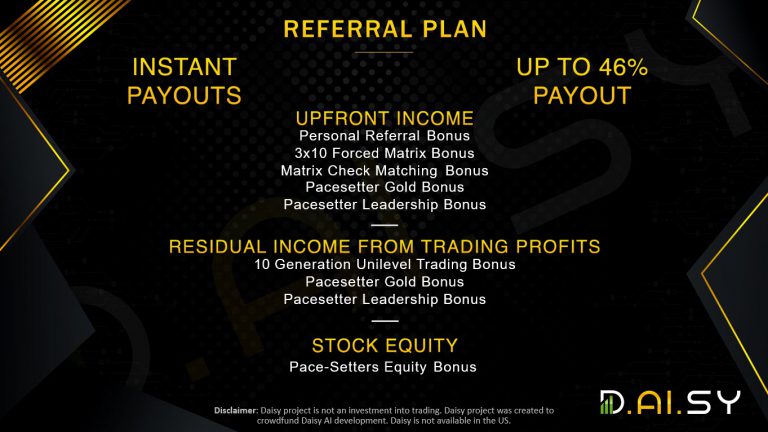 REFERRAL PLAN
INSTANT
PAYOUTS
UP TO 46%
PAYOUT
UPFRONT INCOME
Personal Referral Bonus
3x10 Forced Matrix Bonus
Matrix Check Matching Bonus
Pacesetter Gold Bonus
Pacesetter Leadership Bonus
RESIDUAL INCOME FROM TRADING PROFITS
10 Generation Unilevel Trading Bonus
Pacesetter Gold Bonus
Pacesetter Leadership Bonus
STOCK EQUITY
Pace-Setters Equity Bonus
D.AI.SY
Disclaimer: Daisy project is not an investment into trading. Daisy project was created to
crowdfund Daisy AI development. Daisy is not available in the US.
D.AI.SY